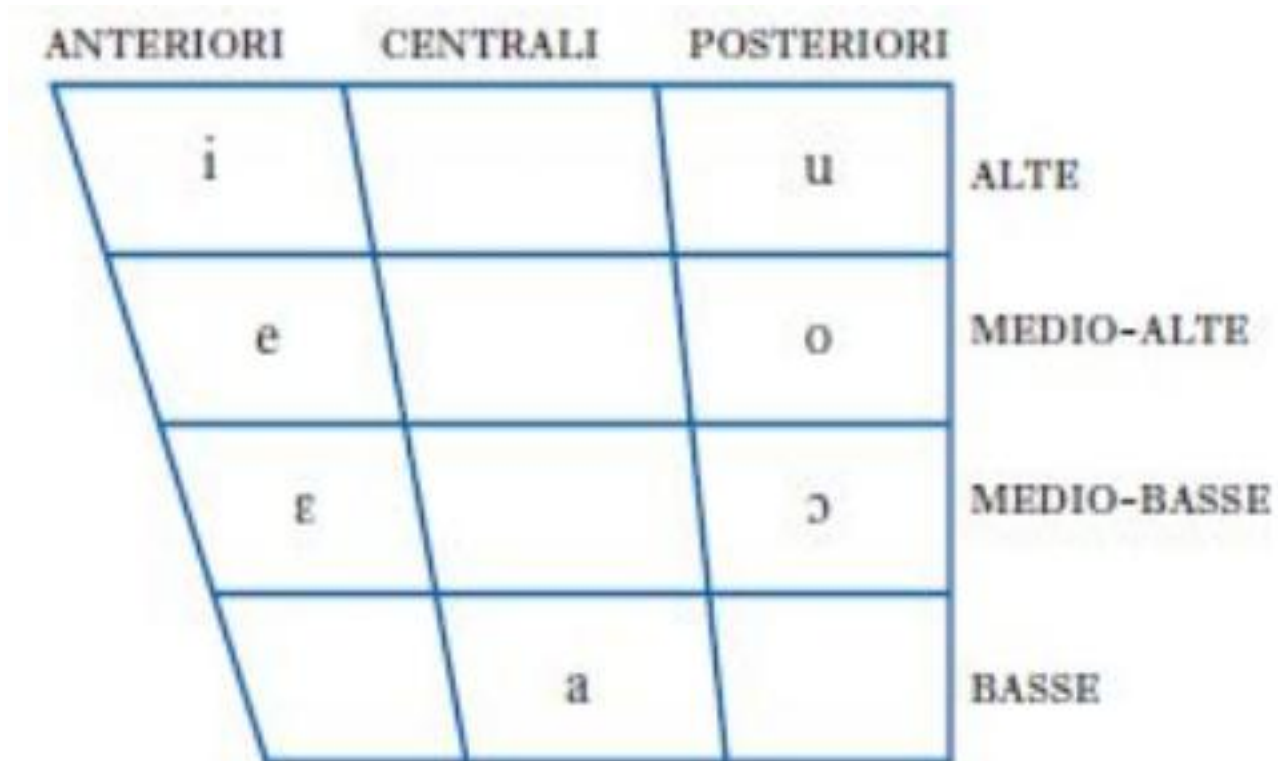 ANTERIORI CENTRALI POSTERIORI
i u ALTE
e o MEDIO-ALTE
ɛ ɔ MEDIO-BASSE
a BASSE